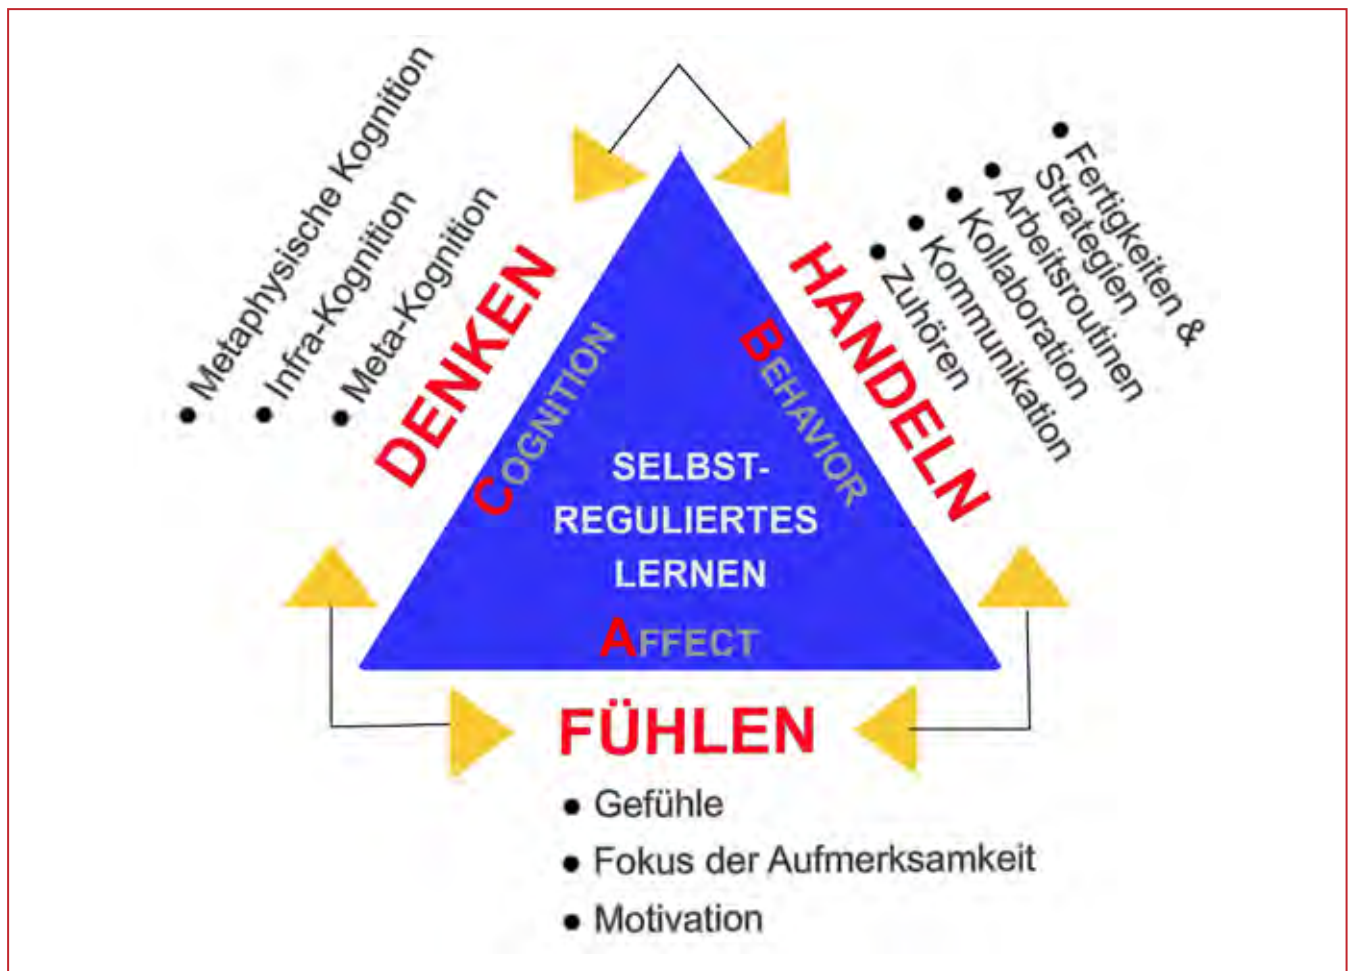 ● Metaphysische Kognition
● Infra-Kognition
● Meta-Kognition
DENKEN
COGNITION
● Fertigkeiten &
Strategien
● Arbeitsroutinen
● Kollaboration
● Kommunikation
● Zuhören
HANDELN
BEHAVIOR
SELBST-
REGULIERTES
LERNEN
AFFECT
FÜHLEN
● Gefühle
● Fokus der Aufmerksamkeit
● Motivation